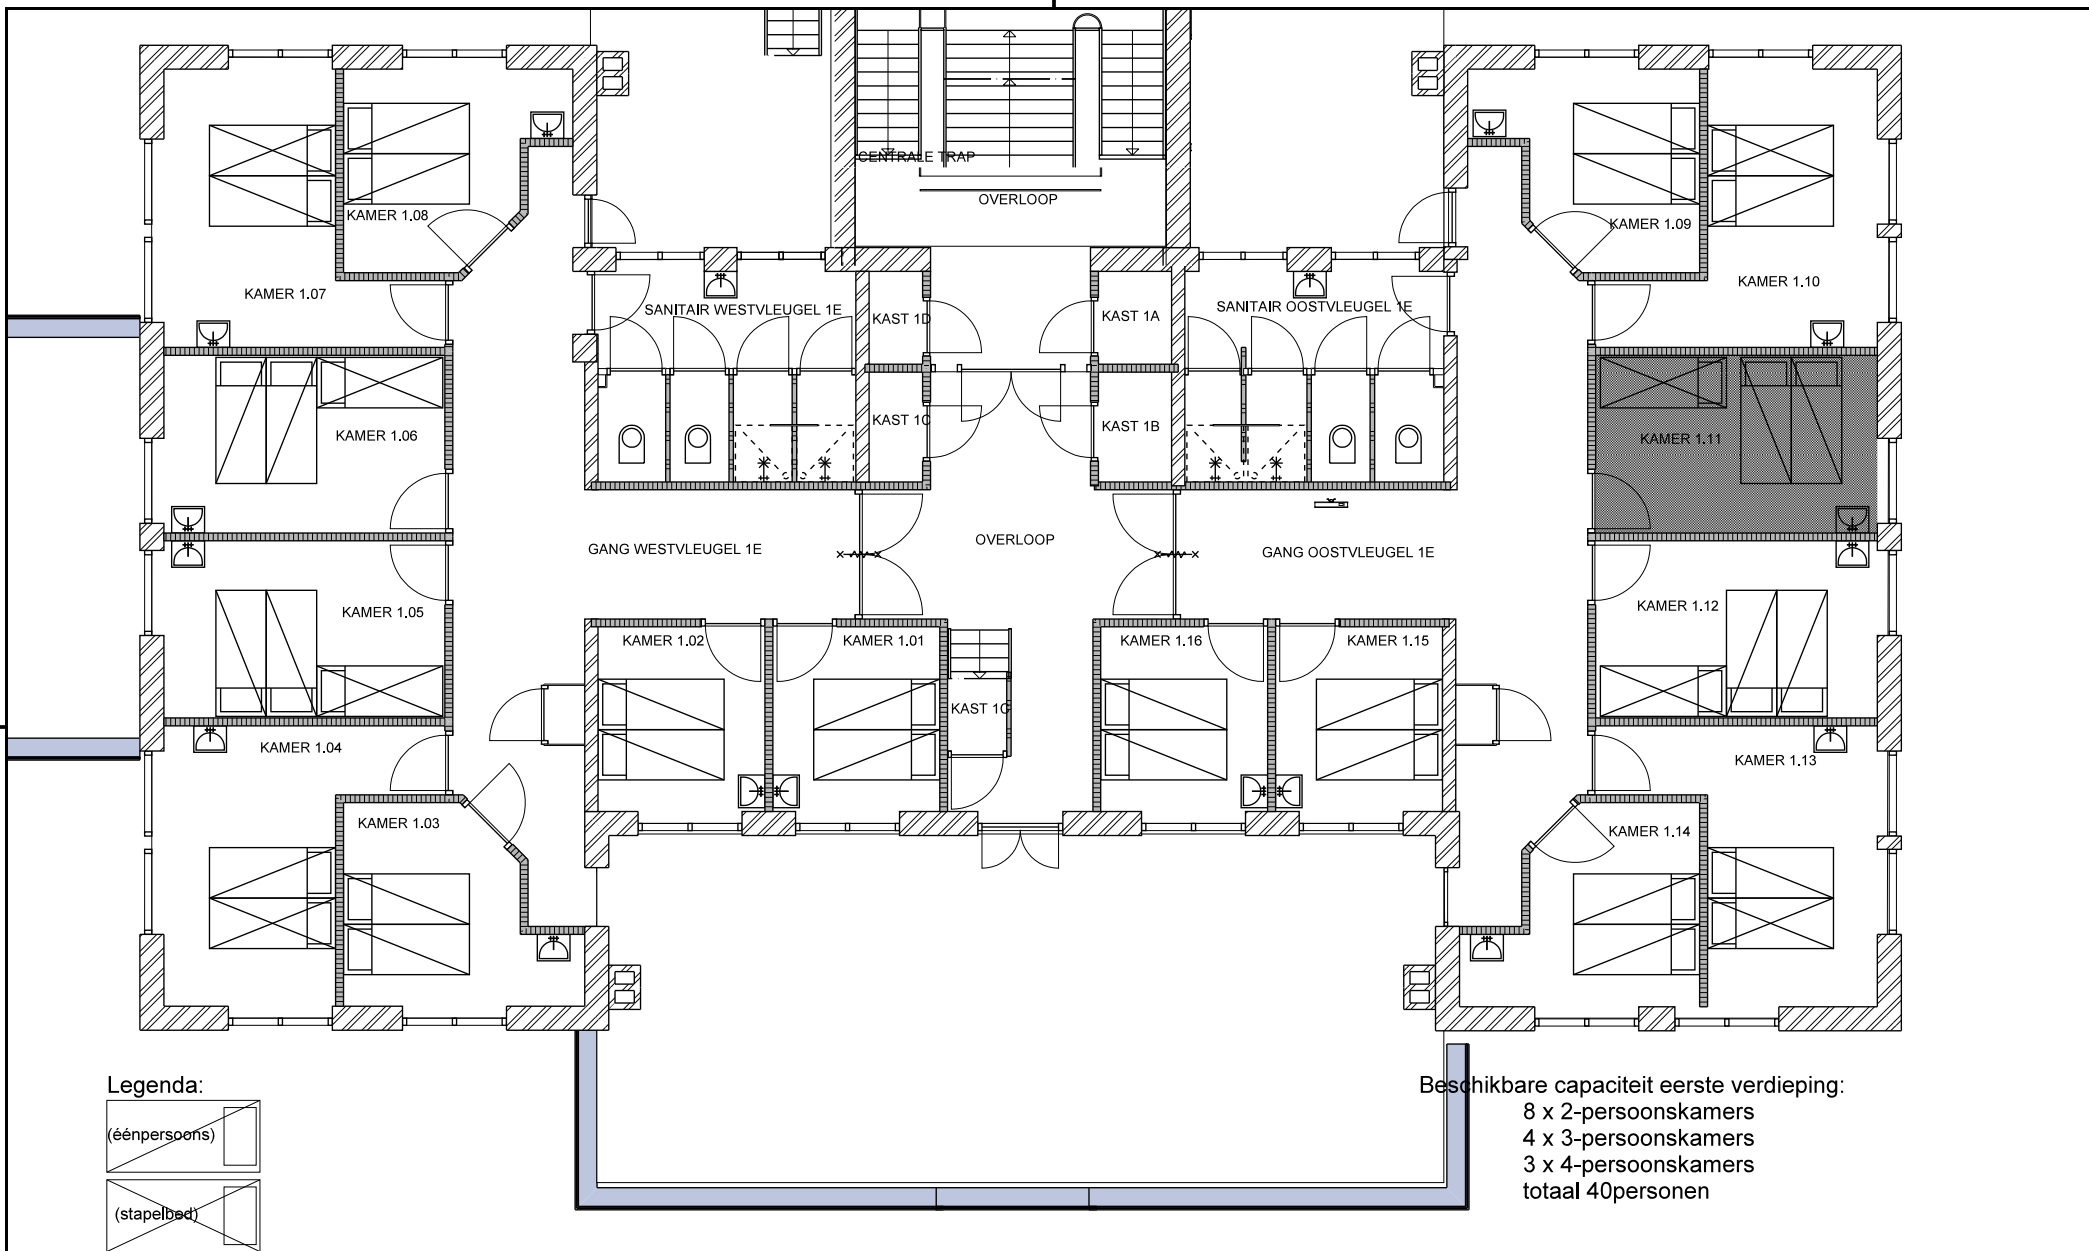 CENTRALE TRAP
OVERLOOP
KAMER 1.08
KAMER 1.09
KAMER 1.07
KAMER 1.10
SANITAIR WESTVLEUGEL 1E
KAST 1D
KAST 1A
SANITAIR OOSTVLEUGEL 1E
KAST 1C
KAST 1B
KAMER 1.06
KAMER 1.11
GANG WESTVLEUGEL 1E
OVERLOOP
GANG OOSTVLEUGEL 1E
KAMER 1.05
KAMER 1.12
KAMER 1.02
KAMER 1.01
KAMER 1.16
KAMER 1.15
KAST 1G
KAMER 1.04
KAMER 1.13
KAMER 1.03
KAMER 1.14
Legenda:
(éénpersoons)
(stapelbed)
Beschikbare capaciteit eerste verdieping:
8 x 2-persoonskamers
4 x 3-persoonskamers
3 x 4-persoonskamers
totaal 40personen